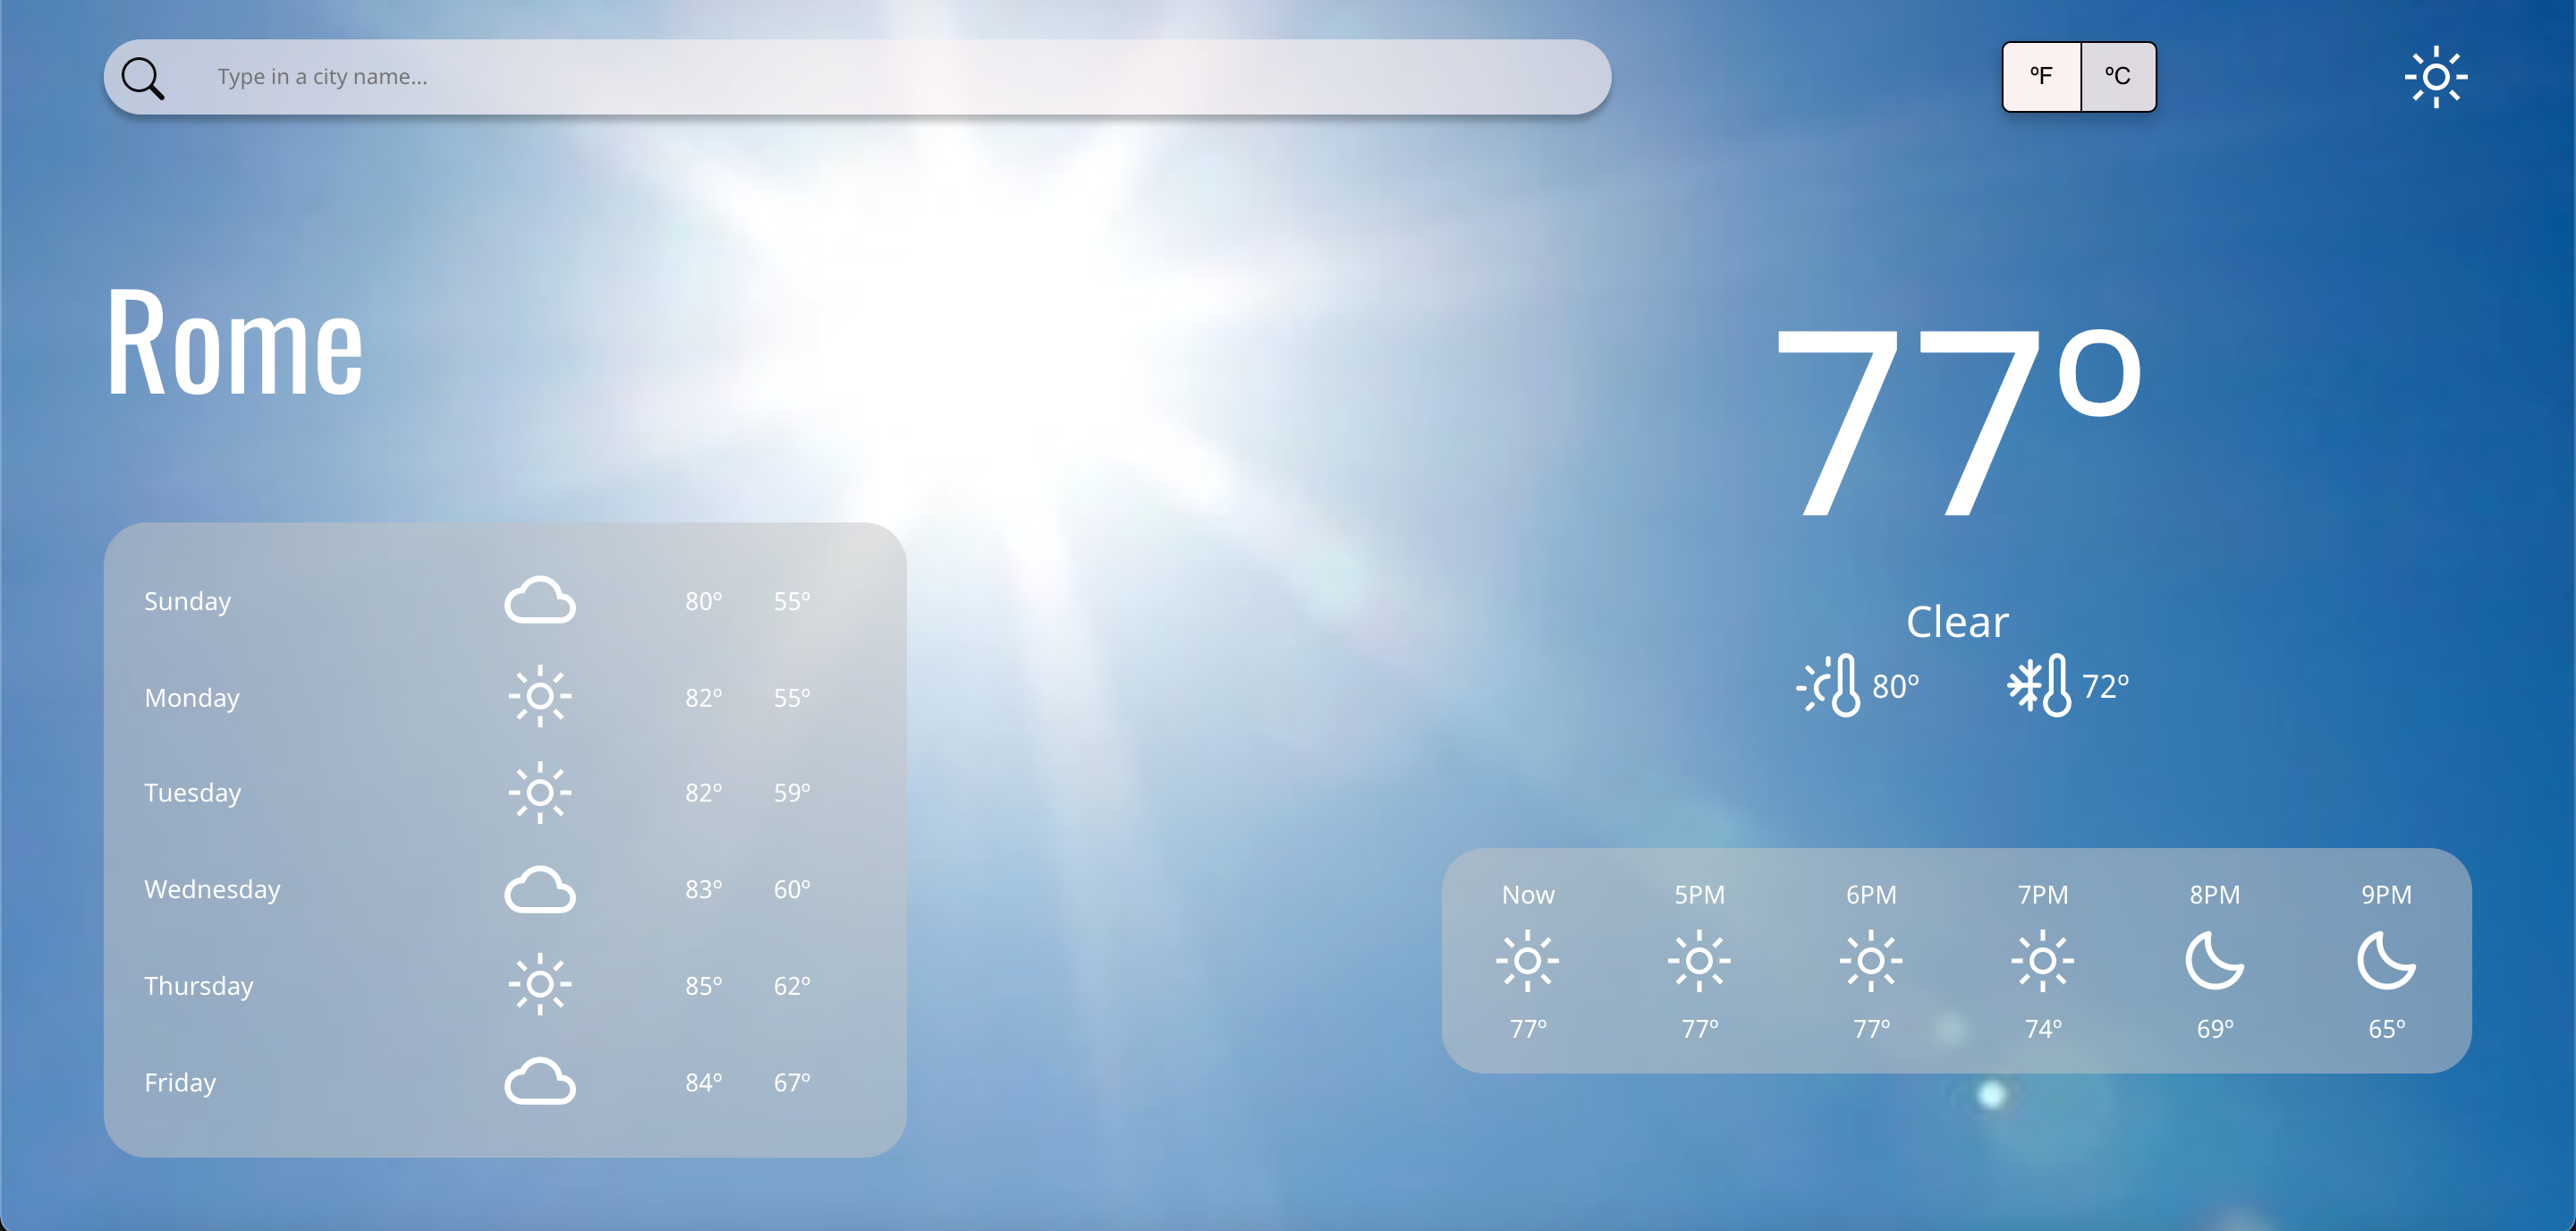 Type in a city name...
ºF ºC
Rome
77º
Clear
80º 72º
Sunday 80º 55º
Monday 82º 55º
Tuesday 82º 59º
Wednesday 83º 60º
Thursday 85º 62º
Friday 84º 67º
Now 5PM 6PM 7PM 8PM 9PM
77º 77º 77º 74º 69º 65º